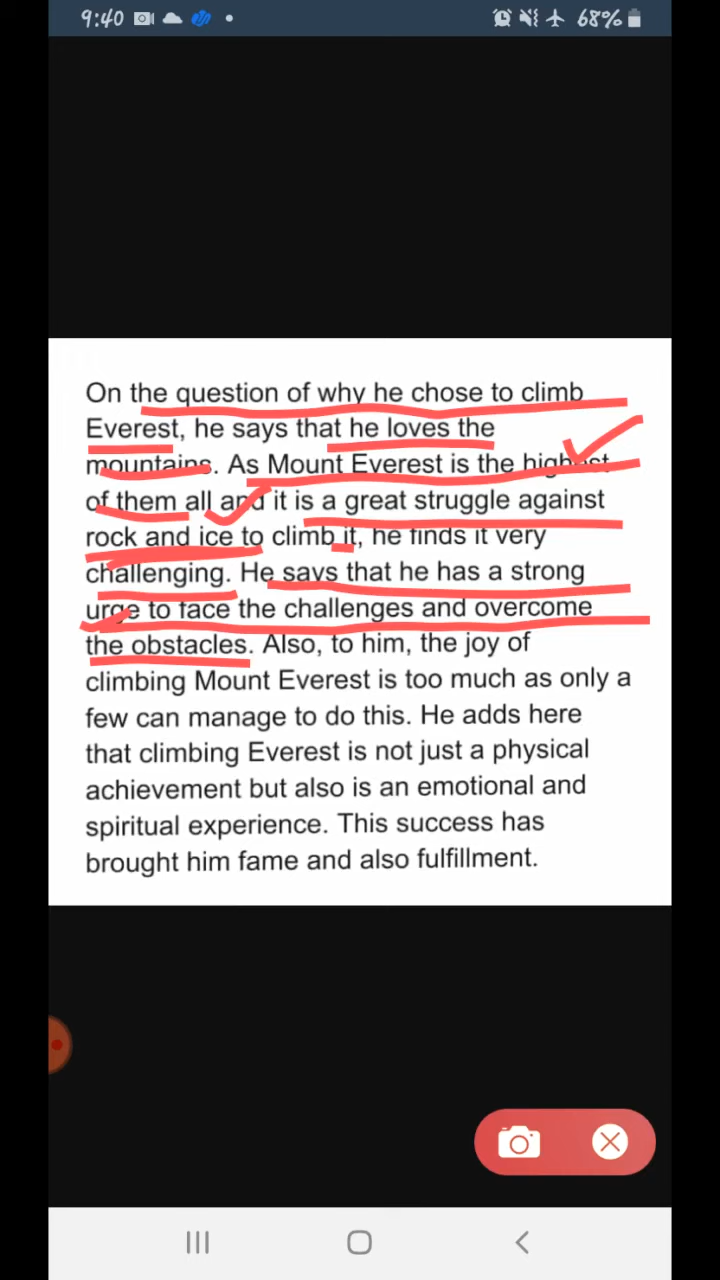 9:40 68%
On the question of why he chose to climb
Everest, he says that he loves the
mountains. As Mount Everest is the highest
of them all and it is a great struggle against
rock and ice to climb it, he finds it very
challenging. He says that he has a strong
urge to face the challenges and overcome
the obstacles. Also, to him, the joy of
climbing Mount Everest is too much as only a
few can manage to do this. He adds here
that climbing Everest is not just a physical
achievement but also is an emotional and
spiritual experience. This success has
brought him fame and also fulfillment.